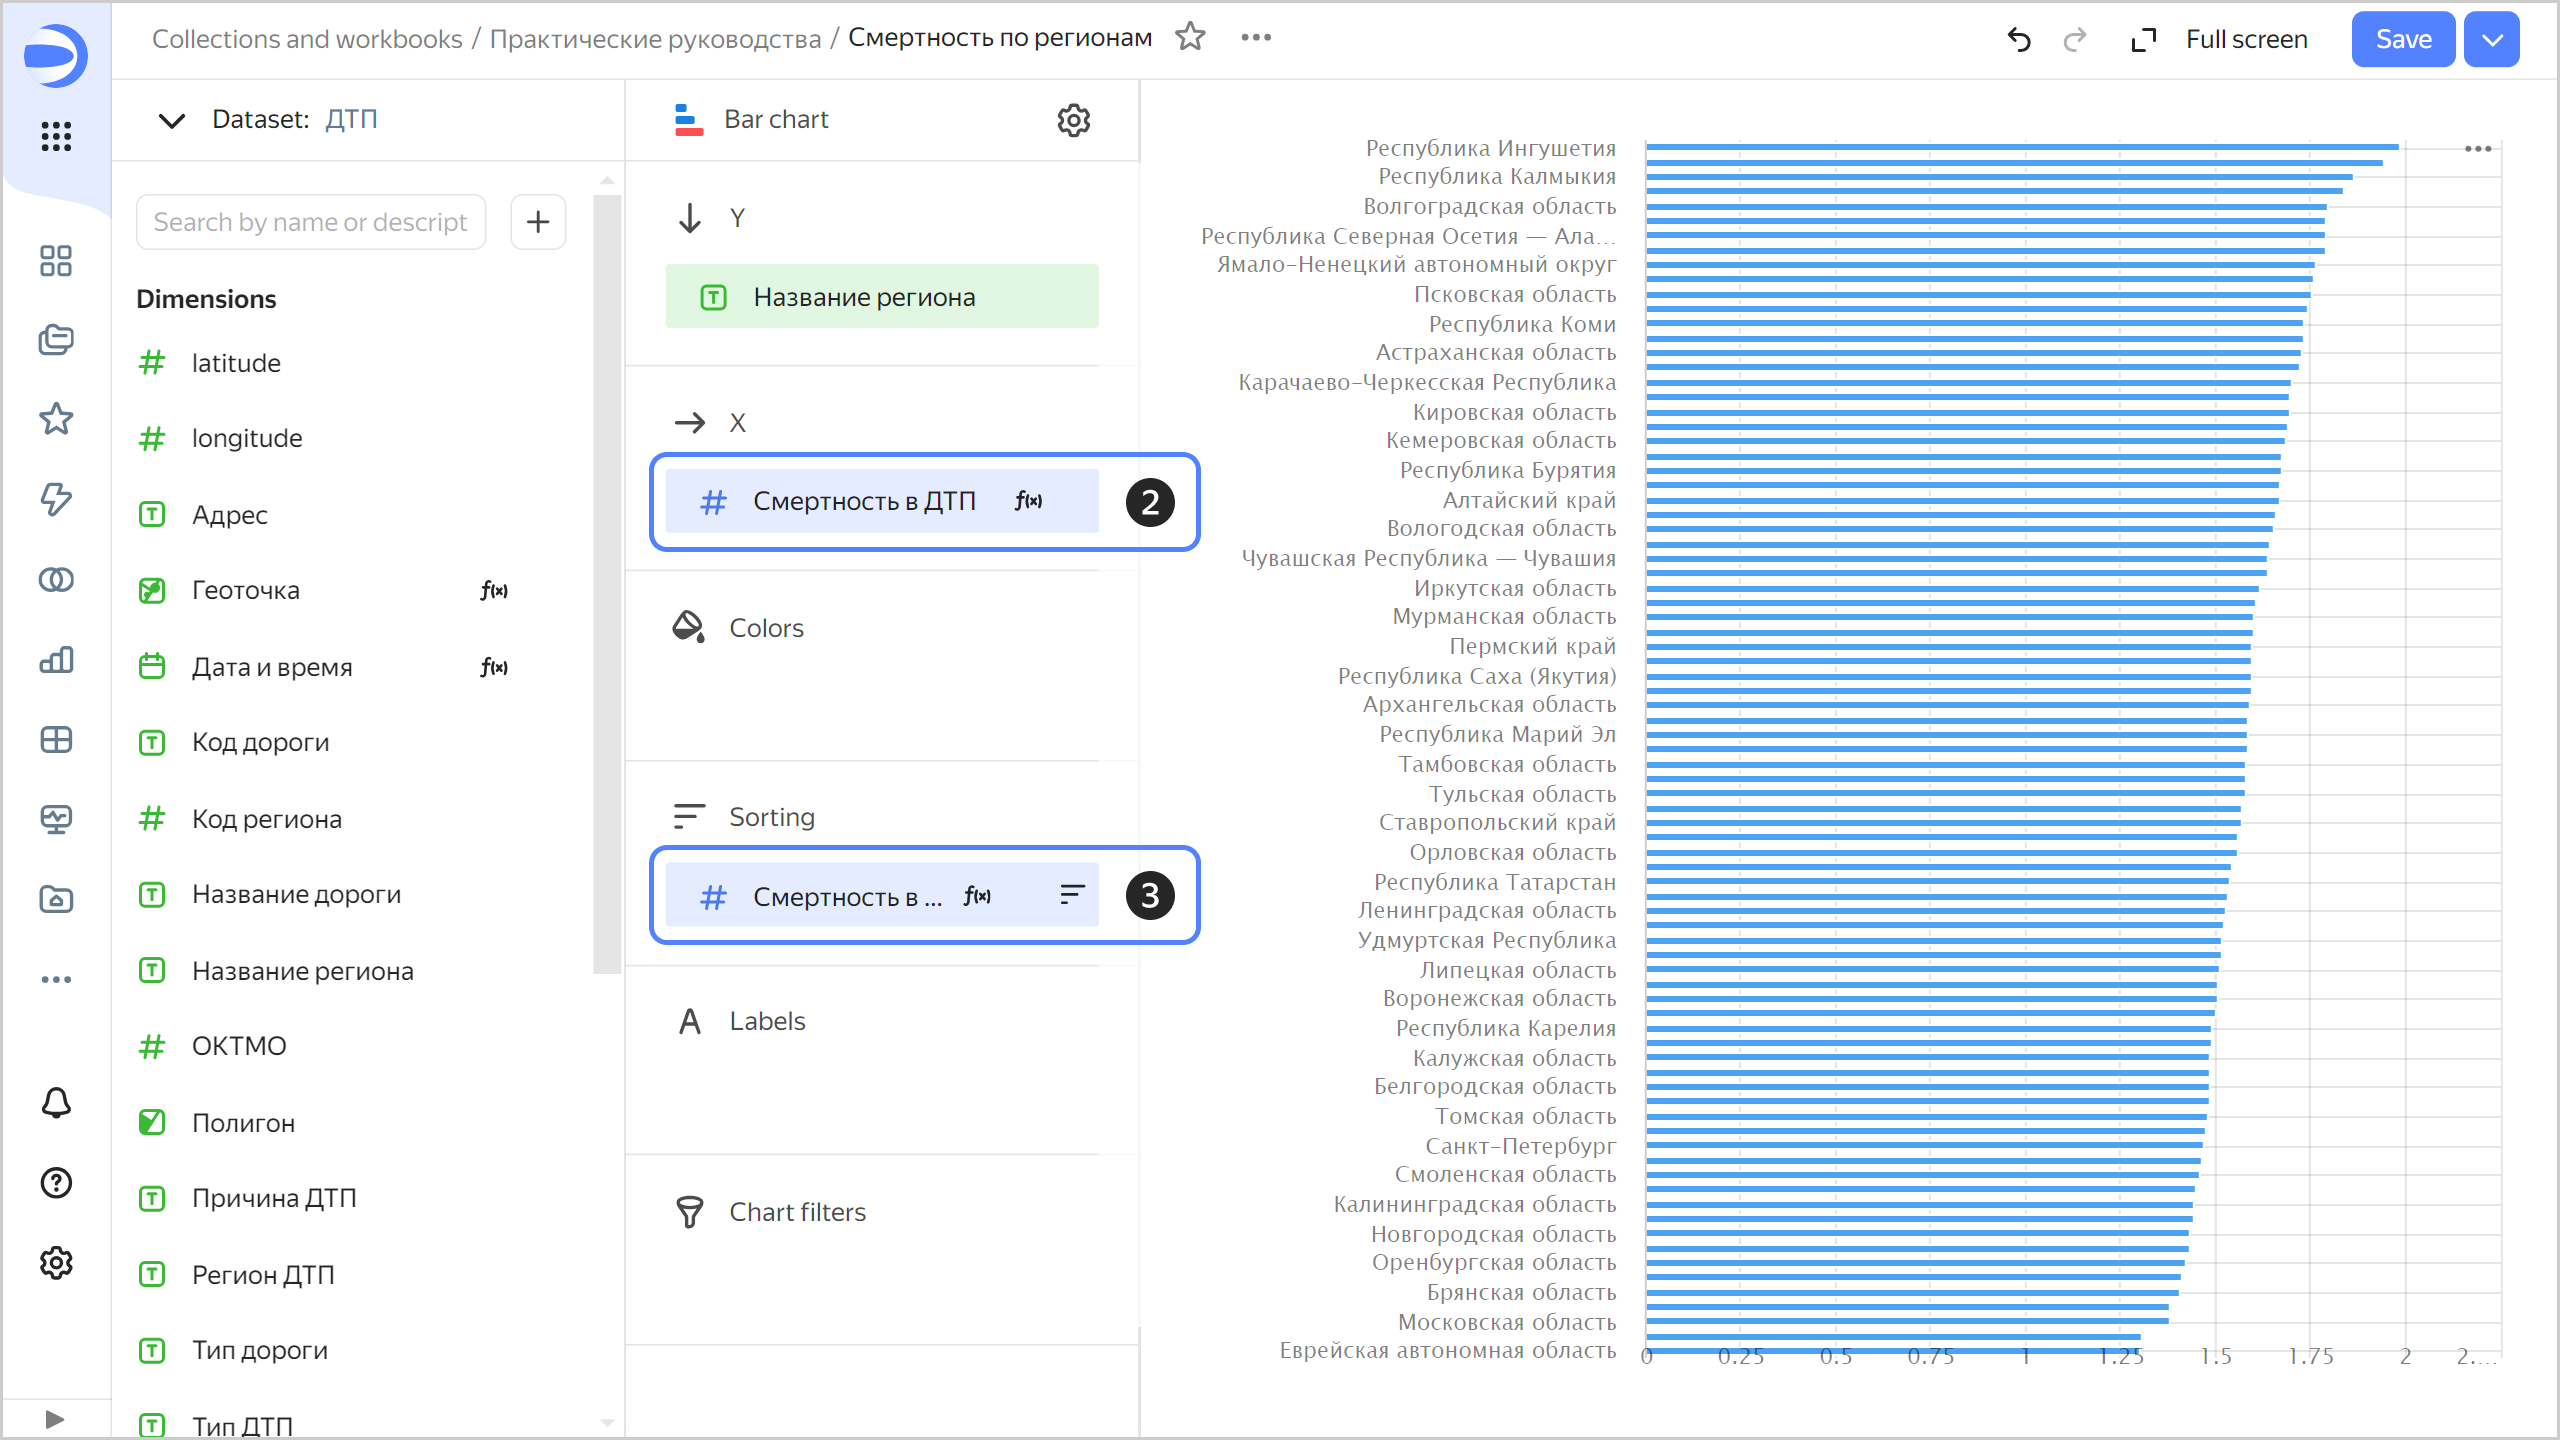 Collections and workbooks / Практические руководства / Смертность по регионам
Full screen
Save
Dataset: ДТП
Search by name or descript
Dimensions
latitude
longitude
Адрес
Геоточка f(x)
Дата и время f(x)
Код дороги
Код региона
Название дороги
Название региона
ОКТМО
Полигон
Причина ДТП
Регион ДТП
Тип дороги
Тип ДТП
Bar chart
Y
Название региона
X
Смертность в ДТП f(x)
2
Colors
Sorting
Смертность в ... f(x)
3
Labels
Chart filters
Республика Ингушетия
Республика Калмыкия
Волгоградская область
Республика Северная Осетия — Ала...
Ямало-Ненецкий автономный округ
Псковская область
Республика Коми
Астраханская область
Карачаево-Черкесская Республика
Кировская область
Кемеровская область
Республика Бурятия
Алтайский край
Вологодская область
Чувашская Республика — Чувашия
Иркутская область
Мурманская область
Пермский край
Республика Саха (Якутия)
Архангельская область
Республика Марий Эл
Тамбовская область
Тульская область
Ставропольский край
Орловская область
Республика Татарстан
Ленинградская область
Удмуртская Республика
Липецкая область
Воронежская область
Республика Карелия
Калужская область
Белгородская область
Томская область
Санкт-Петербург
Смоленская область
Калининградская область
Новгородская область
Оренбургская область
Брянская область
Московская область
Еврейская автономная область
0 0.25 0.5 0.75 1 1.25 1.5 1.75 2 2....